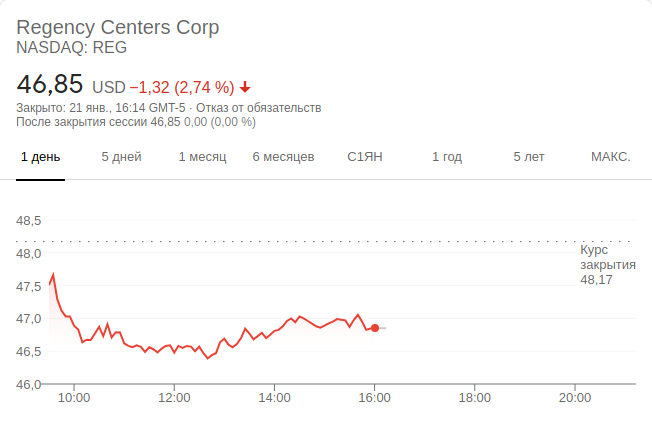 Regency Centers Corp
NASDAQ: REG
46,85 USD −1,32 (2,74 %)
Закрыто: 21 янв., 16:14 GMT-5 · Отказ от обязательств
После закрытия сессии 46,85 0,00 (0,00 %)
1 день 5 дней 1 месяц 6 месяцев С1ЯН 1 год 5 лет МАКС.
48,5
48,0
47,5
47,0
46,5
46,0
Курс
закрытия
48,17
10:00 12:00 14:00 16:00 18:00 20:00